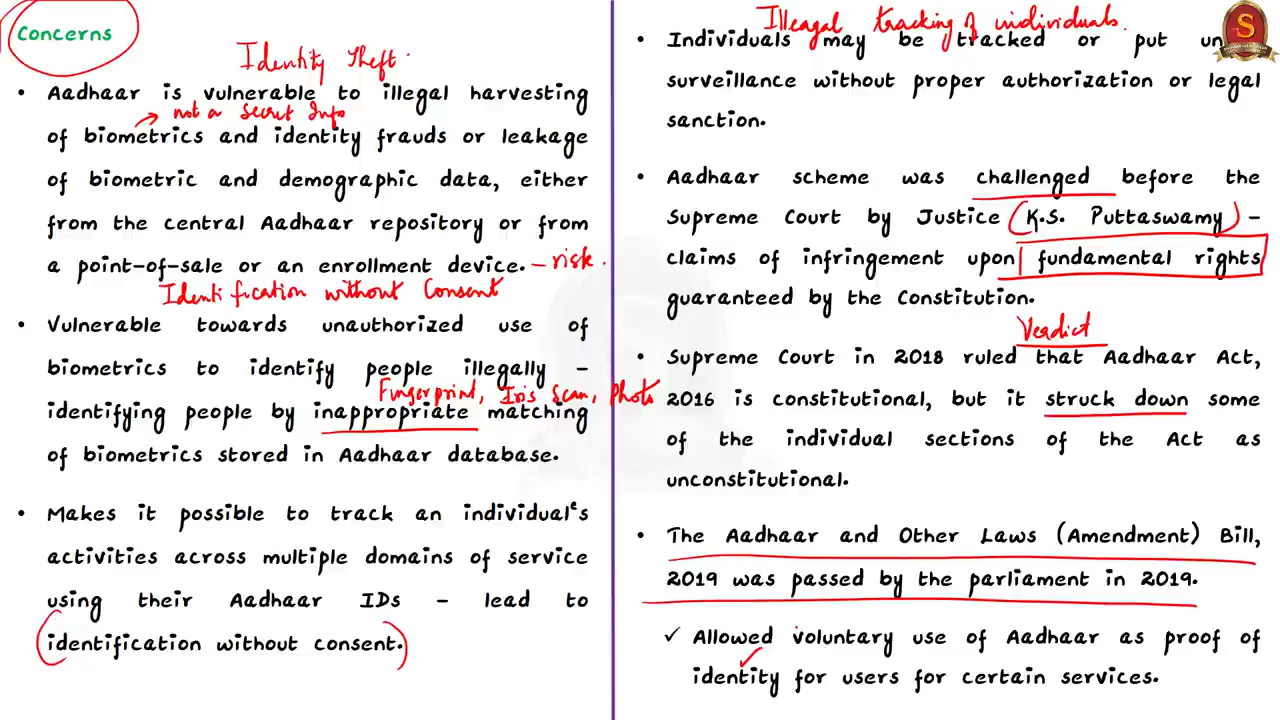 Concerns
Identity Theft
• Aadhaar is vulnerable to illegal harvesting
→ not a Secret Info
of biometrics and identity frauds or leakage
of biometric and demographic data, either
from the central Aadhaar repository or from
a point-of-sale or an enrollment device. – risk.
Identification without Consent
• Vulnerable towards unauthorized use of
biometrics to identify people illegally –
Fingerprint, Iris Scan, Photo
identifying people by inappropriate matching
of biometrics stored in Aadhaar database.
• Makes it possible to track an individual's
activities across multiple domains of service
using their Aadhaar IDs – lead to
identification without consent.
Illeagal tracking of individuals.
• Individuals may be tracked or put
surveillance without proper authorization or legal
sanction.
• Aadhaar scheme was challenged before the
Supreme Court by Justice (K.S. Puttaswamy) –
claims of infringement upon fundamental rights
guaranteed by the Constitution.
Verdict
• Supreme Court in 2018 ruled that Aadhaar Act,
2016 is constitutional, but it struck down some
of the individual sections of the Act as
unconstitutional.
• The Aadhaar and Other Laws (Amendment) Bill,
2019 was passed by the parliament in 2019.
✓ Allowed voluntary use of Aadhaar as proof of
identity for users for certain services.